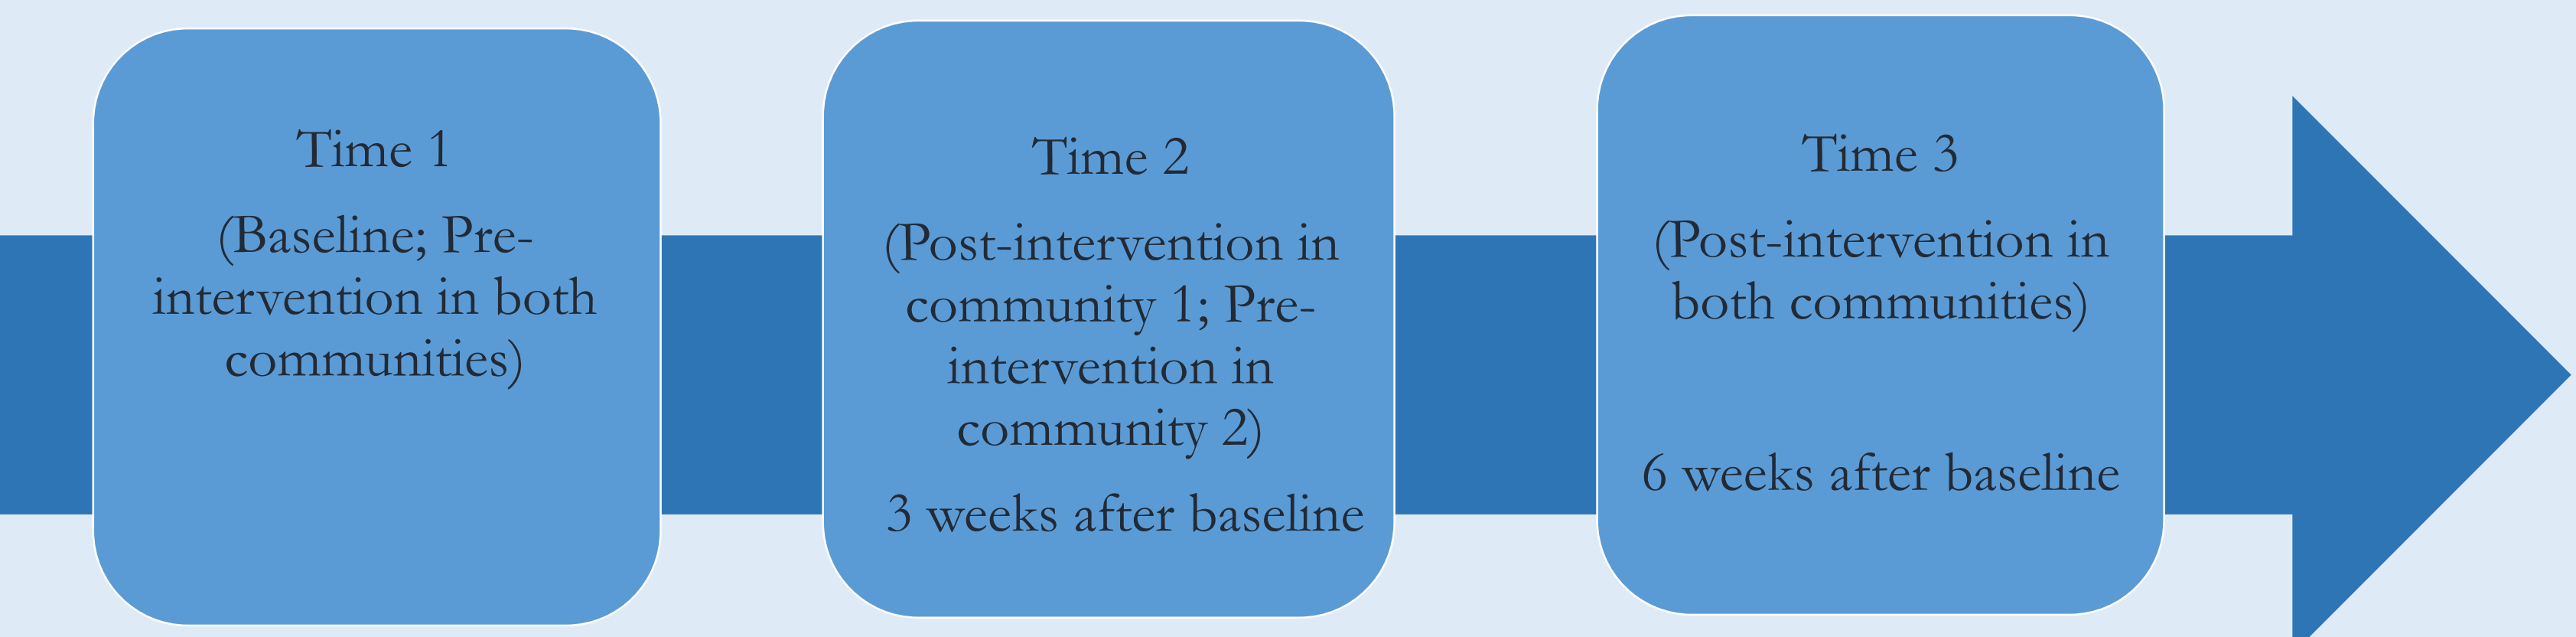 Time 1
(Baseline; Pre-
intervention in both
communities)
Time 2
(Post-intervention in
community 1; Pre-
intervention in
community 2)
3 weeks after baseline
Time 3
(Post-intervention in
both communities)
6 weeks after baseline